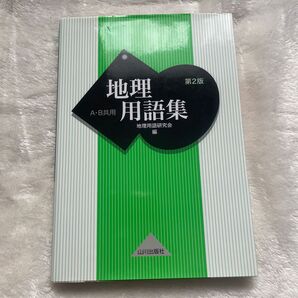 地理
第2版
A・B共用
用語集
地理用語研究会
編
山川出版社